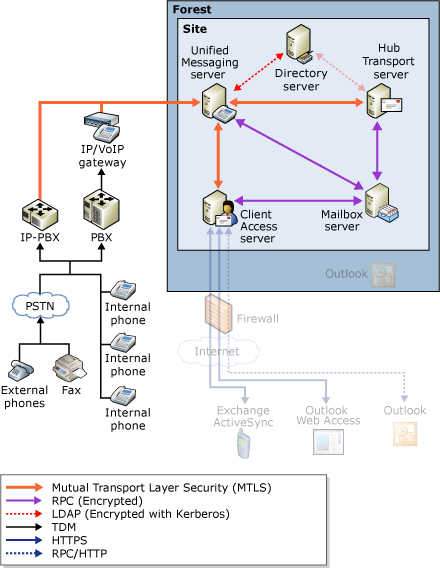 Forest
Site
Unified
Messaging
server
Directory
server
Hub
Transport
server
IP/VoIP
gateway
IP-PBX
PBX
Client
Access
server
Mailbox
server
Outlook
PSTN
Internal
phone
Internal
phone
Internal
phone
External
phones
Fax
Firewall
Internet
Exchange
ActiveSync
Outlook
Web Access
Outlook
Mutual Transport Layer Security (MTLS)
RPC (Encrypted)
LDAP (Encrypted with Kerberos)
TDM
HTTPS
RPC/HTTP